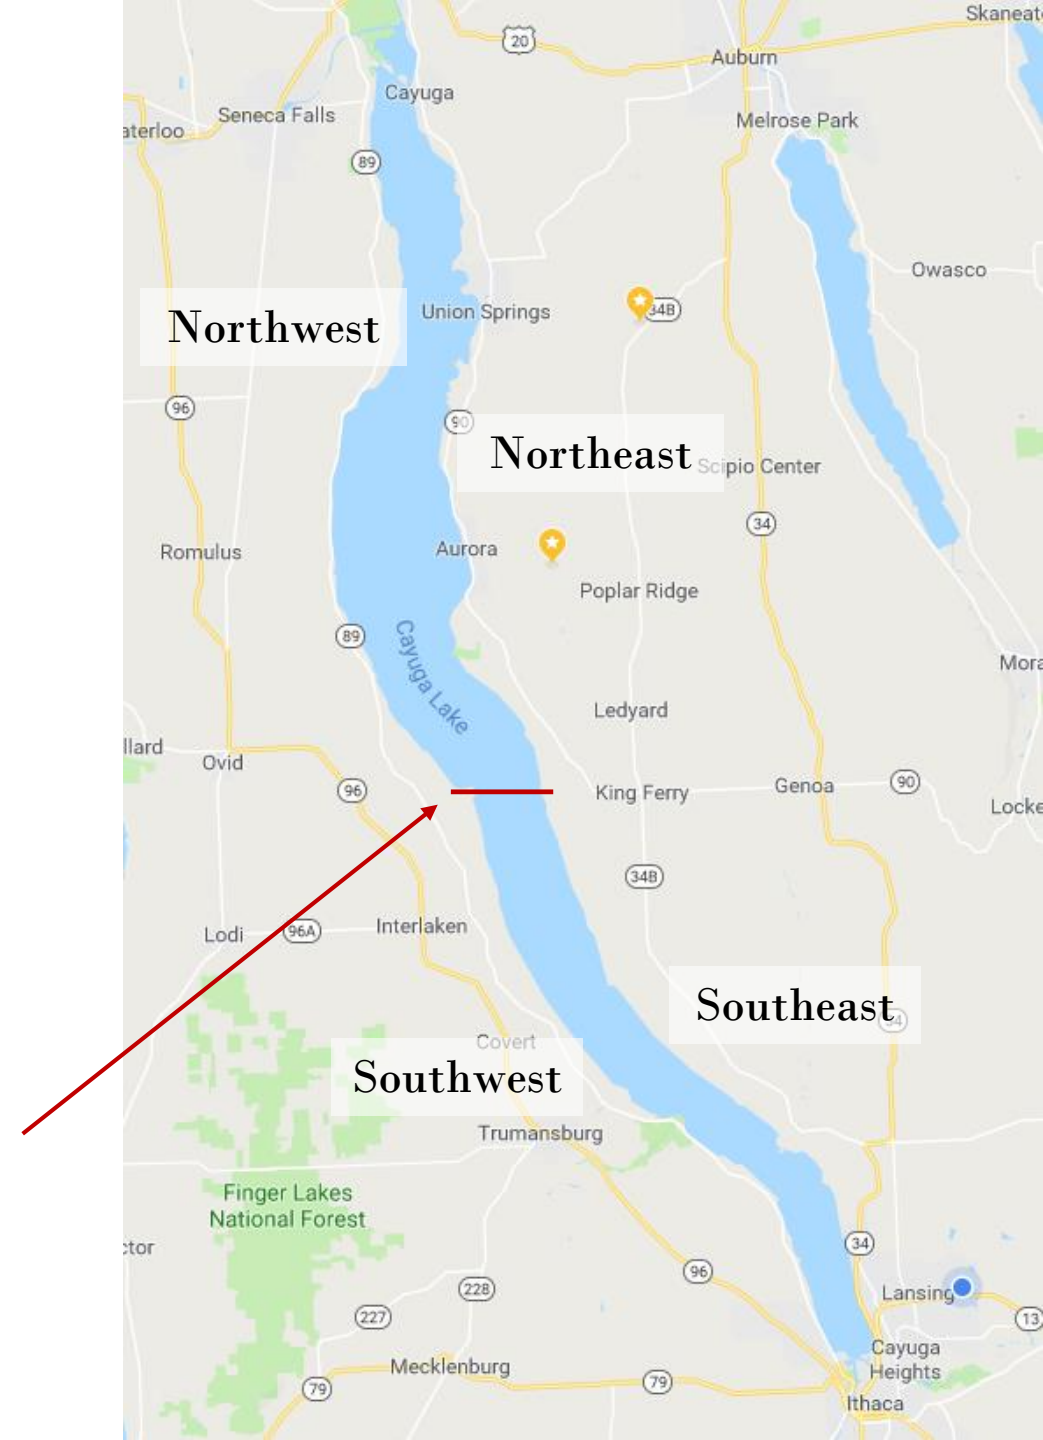 Skaneat
20
Auburn
Cayuga
Seneca Falls
Melrose Park
aterloo
89
Owasco
Union Springs
34B
Northwest
96
90
Northeast
Scipio Center
34
Aurora
Romulus
Poplar Ridge
89
Cayuga Lake
Mora
Ledyard
llard
Ovid
96
King Ferry
Genoa
90
Locke
34B
Lodi
96A
Interlaken
Southeast
34
Covert
Southwest
Trumansburg
Finger Lakes
National Forest
ctor
34
96
228
Lansing
227
13
Cayuga
Heights
Mecklenburg
79
79
Ithaca